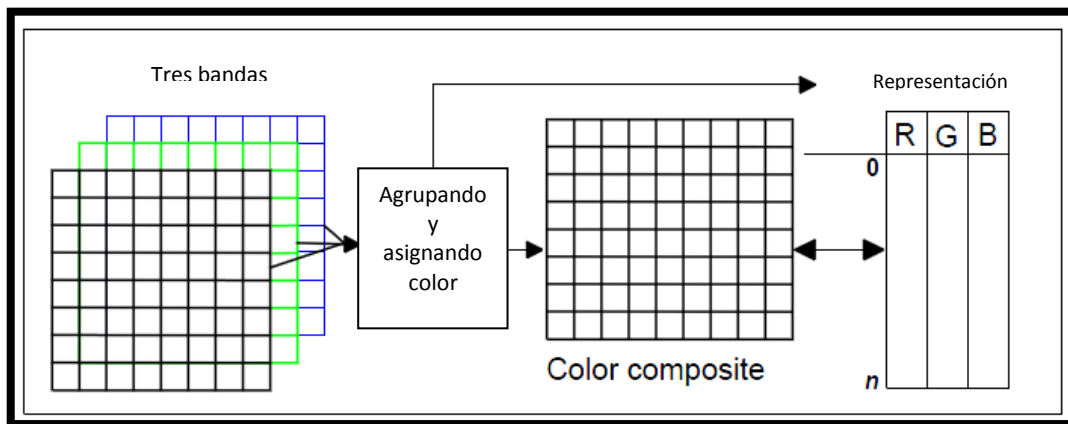 Tres bandas
Representación
R G B
0
Agrupando
y
asignando
color
Color composite
n